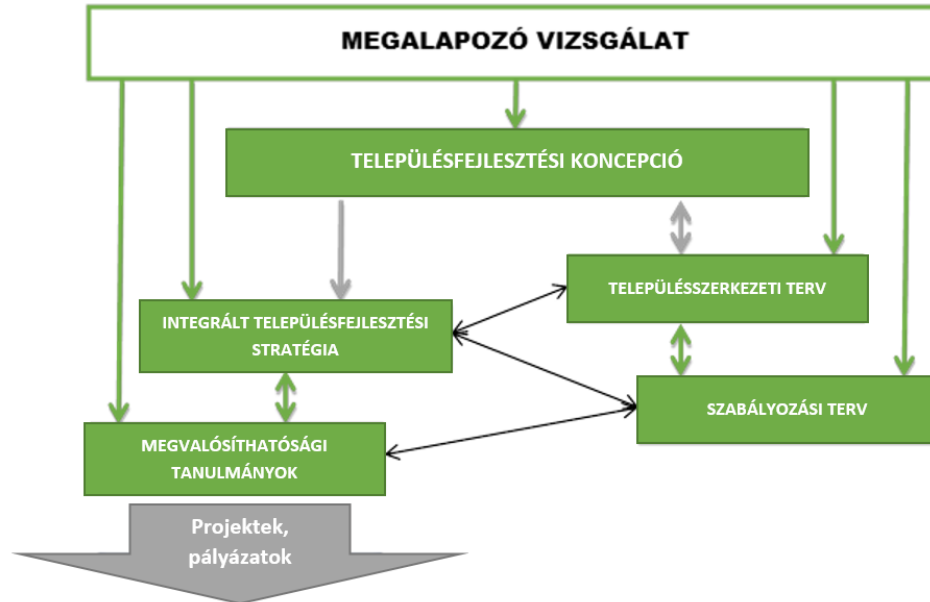 MEGALAPOZÓ VIZSGÁLAT
TELEPÜLÉSFEJLESZTÉSI KONCEPCIÓ
TELEPÜLÉSSZERKEZETI TERV
INTEGRÁLT TELEPÜLÉSFEJLESZTÉSI
STRATÉGIA
SZABÁLYOZÁSI TERV
MEGVALÓSÍTHATÓSÁGI
TANULMÁNYOK
Projektek,
pályázatok